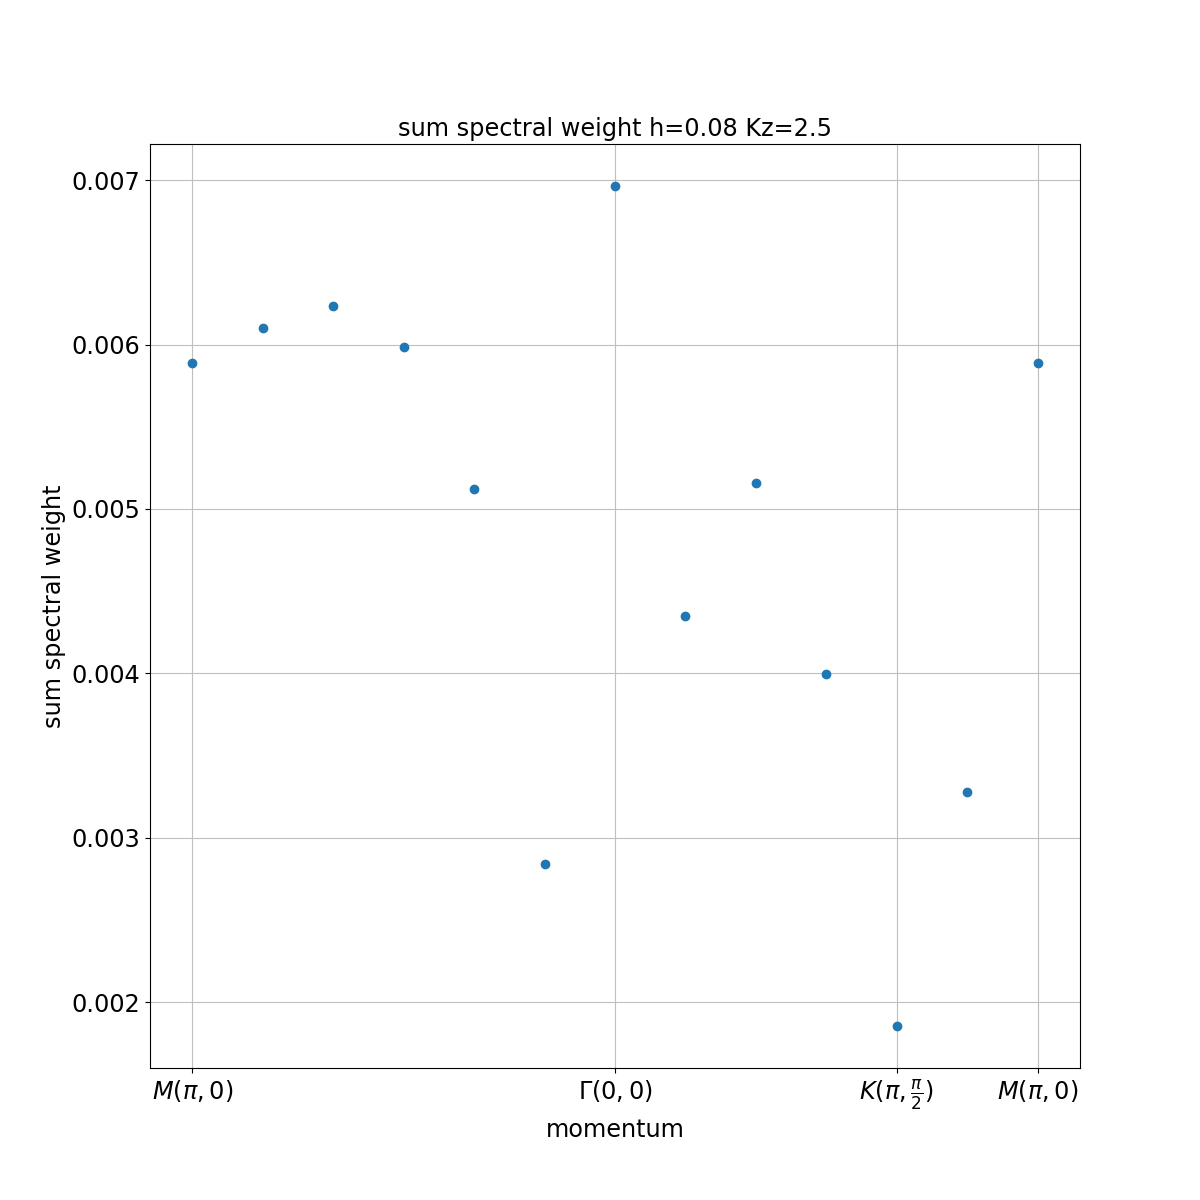 sum spectral weight h=0.08 Kz=2.5
0.007
0.006
0.005
0.004
0.003
0.002
sum spectral weight
M(π, 0)
Γ(0, 0)
K(π, π/2)
M(π, 0)
momentum